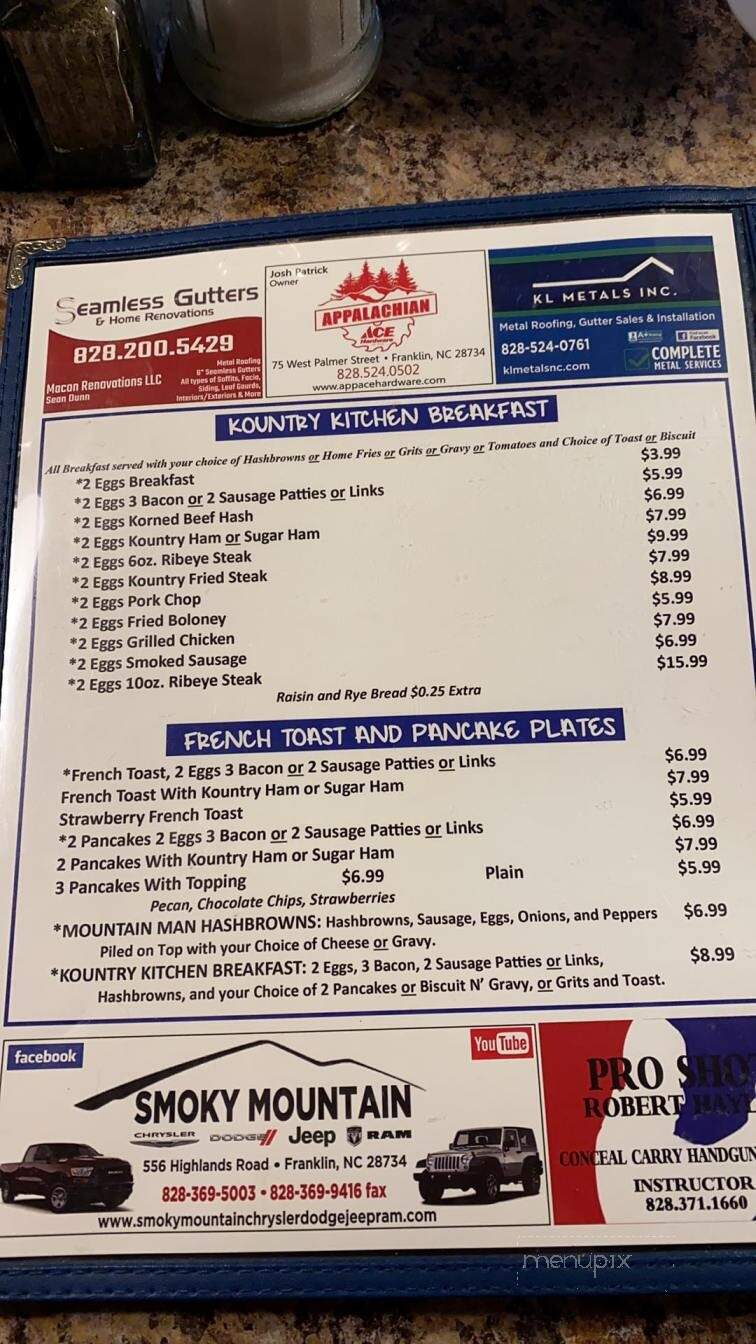 Seamless Gutters
& Home Renovations
828.200.5429
Metal Roofing
6" Seamless Gutters
All types of Soffits, Facia,
Siding, Leaf Gaurds,
Interiors/Exteriors & More
Macon Renovations LLC
Sean Dunn
Josh Patrick
Owner
APPALACHIAN
ACE
Hardware
75 West Palmer Street • Franklin, NC 28734
828.524.0502
www.appacehardware.com
KL METALS INC.
Metal Roofing, Gutter Sales & Installation
828-524-0761
klmetalsnc.com
COMPLETE
METAL SERVICES
KOUNTRY KITCHEN BREAKFAST
All Breakfast served with your choice of Hashbrowns or Home Fries or Grits or Gravy or Tomatoes and Choice of Toast or Biscuit
*2 Eggs Breakfast $3.99
*2 Eggs 3 Bacon or 2 Sausage Patties or Links $5.99
*2 Eggs Korned Beef Hash $6.99
*2 Eggs Kountry Ham or Sugar Ham $7.99
*2 Eggs 6oz. Ribeye Steak $9.99
*2 Eggs Kountry Fried Steak $7.99
*2 Eggs Pork Chop $8.99
*2 Eggs Fried Boloney $5.99
*2 Eggs Grilled Chicken $7.99
*2 Eggs Smoked Sausage $6.99
*2 Eggs 10oz. Ribeye Steak $15.99
Raisin and Rye Bread $0.25 Extra
FRENCH TOAST AND PANCAKE PLATES
*French Toast, 2 Eggs 3 Bacon or 2 Sausage Patties or Links $6.99
French Toast With Kountry Ham or Sugar Ham $7.99
Strawberry French Toast $5.99
*2 Pancakes 2 Eggs 3 Bacon or 2 Sausage Patties or Links $6.99
2 Pancakes With Kountry Ham or Sugar Ham $7.99
3 Pancakes With Topping $6.99 Plain $5.99
Pecan, Chocolate Chips, Strawberries
*MOUNTAIN MAN HASHBROWNS: Hashbrowns, Sausage, Eggs, Onions, and Peppers $6.99
Piled on Top with your Choice of Cheese or Gravy.
*KOUNTRY KITCHEN BREAKFAST: 2 Eggs, 3 Bacon, 2 Sausage Patties or Links, $8.99
Hashbrowns, and your Choice of 2 Pancakes or Biscuit N' Gravy, or Grits and Toast.
facebook
YouTube
SMOKY MOUNTAIN
CHRYSLER DODGE Jeep RAM
556 Highlands Road • Franklin, NC 28734
828-369-5003 • 828-369-9416 fax
www.smokymountainchryslerdodgejeepram.com
PRO SHO
ROBERT HAY
CONCEAL CARRY HANDGUN
INSTRUCTOR
828.371.1660
menupix